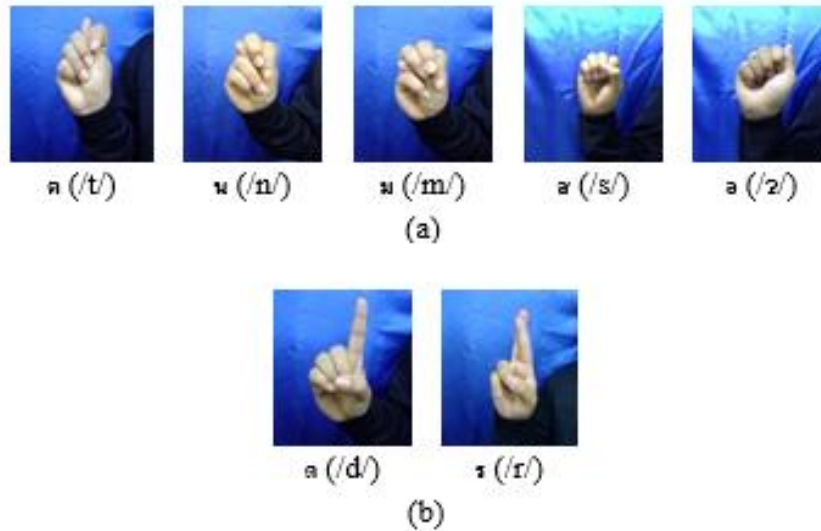 ต (/t/) น (/n/) ม (/m/) ส (/s/) อ (/ʔ/)
(a)
ด (/d/) ร (/r/)
(b)